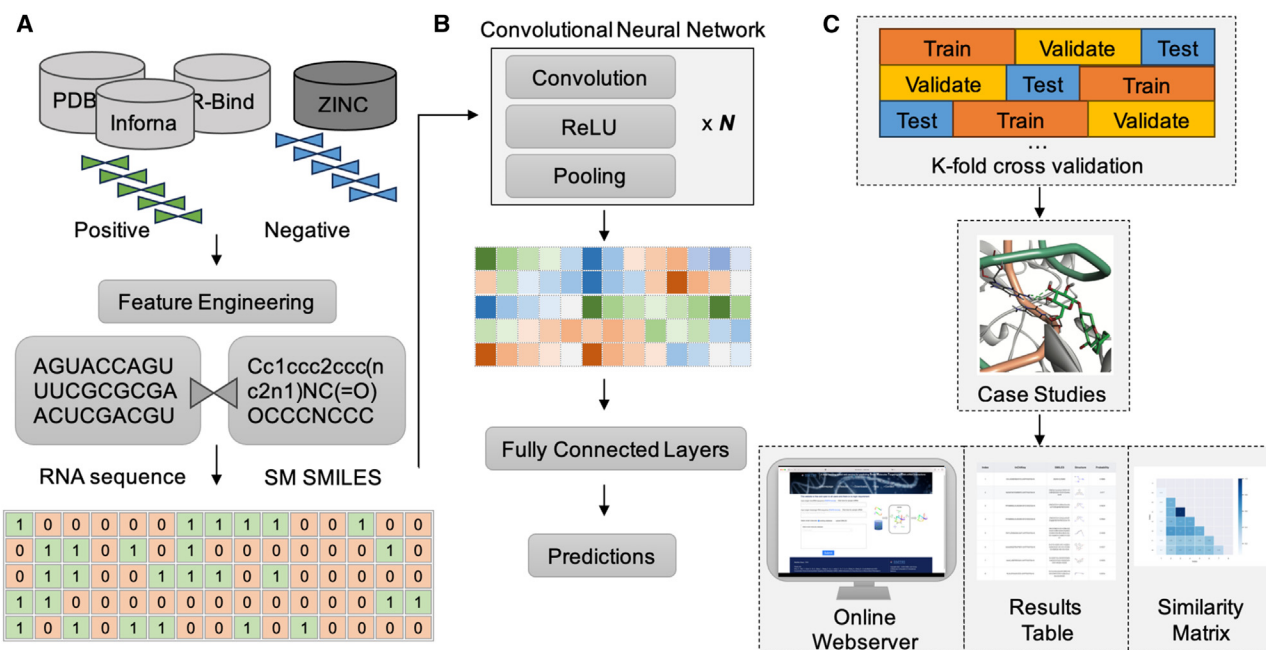 A
PDB
R-Bind
Inforna
ZINC
Positive
Negative
Feature Engineering
AGUACCAGU
UUCGCGCGA
ACUCGACGU
Cc1ccc2ccc(n
c2n1)NC(=O)
OCCCNCCC
RNA sequence
SM SMILES
1 0 0 0 0 0 1 1 1 1 0 0 1 0 0
0 1 1 0 1 0 1 0 0 0 0 0 0 1 0
0 1 1 0 0 1 1 1 0 1 0 0 0 0 0
1 1 0 0 0 0 0 0 0 0 0 0 0 1 1
1 0 1 0 1 1 0 0 1 0 1 0 0 0 0
B
Convolutional Neural Network
Convolution
ReLU
Pooling
x N
Fully Connected Layers
Predictions
C
Train Validate Test
Validate Test Train
Test Train Validate
...
K-fold cross validation
Case Studies
Online
Webserver
Results
Table
Similarity
Matrix